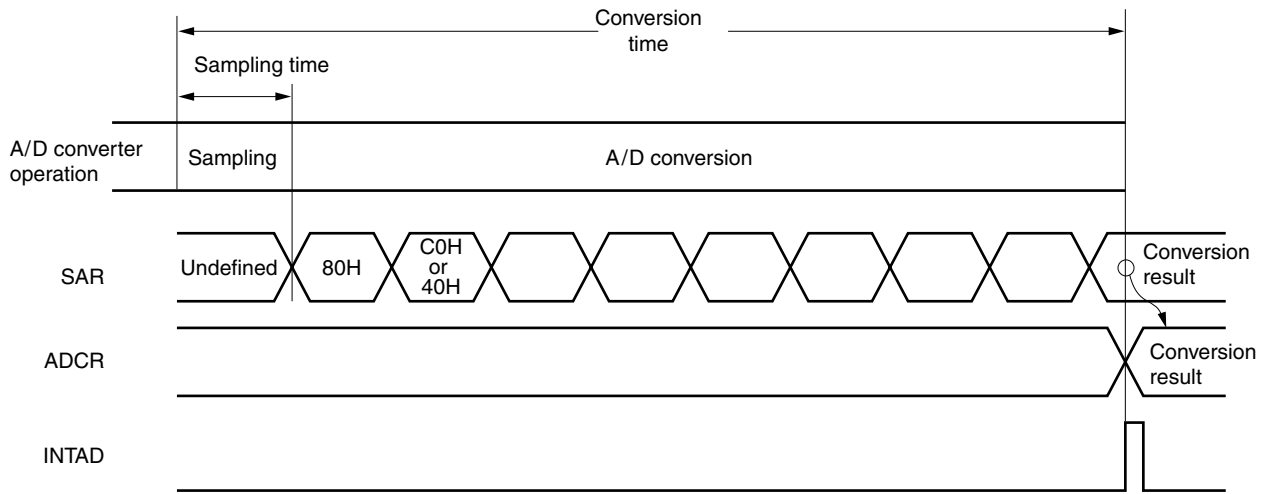 Conversion
time
Sampling time
A/D converter
operation
Sampling
A/D conversion
SAR
Undefined
80H
C0H
or
40H
Conversion
result
ADCR
Conversion
result
INTAD